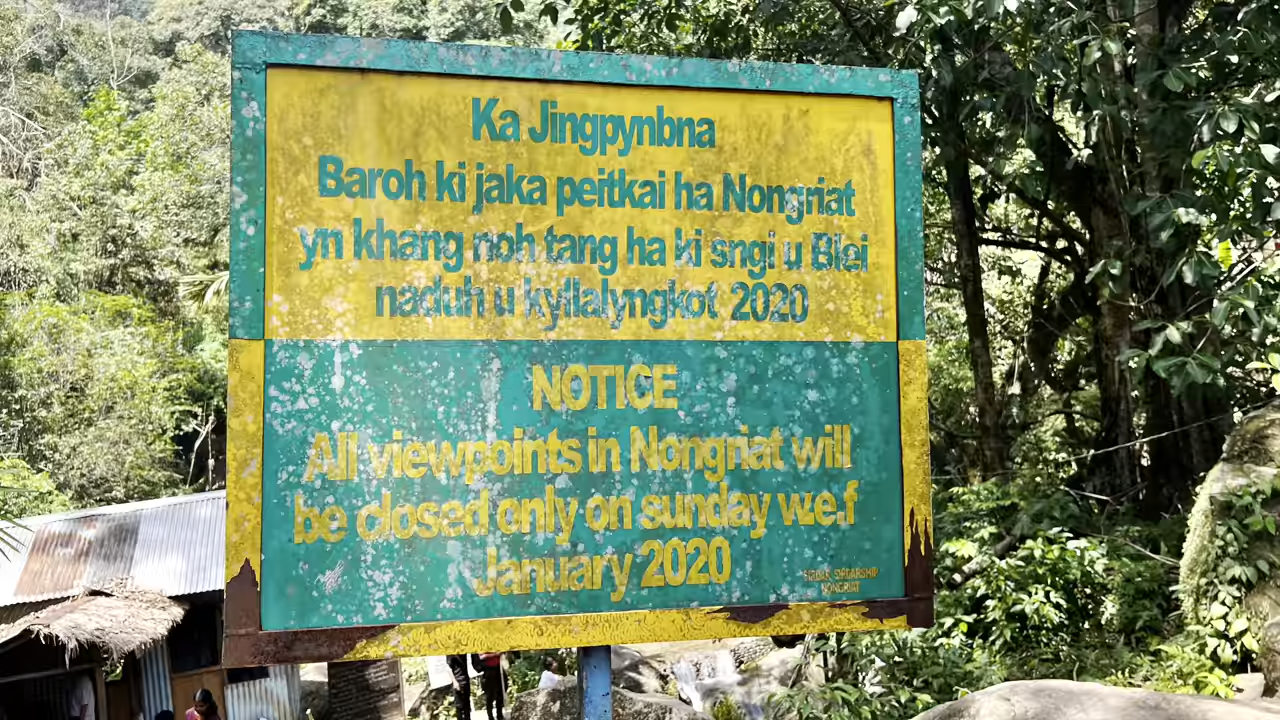 Ka Jingpynbna
Baroh ki jaka peitkai ha Nongriat
yn khang noh tang ha ki sngi u Blei
naduh u kyllalyngkot 2020
NOTICE
All viewpoints in Nongriat will
be closed only on sunday w.e.f
January 2020
SIRDAR SIRDARSHIP
NONGRIAT